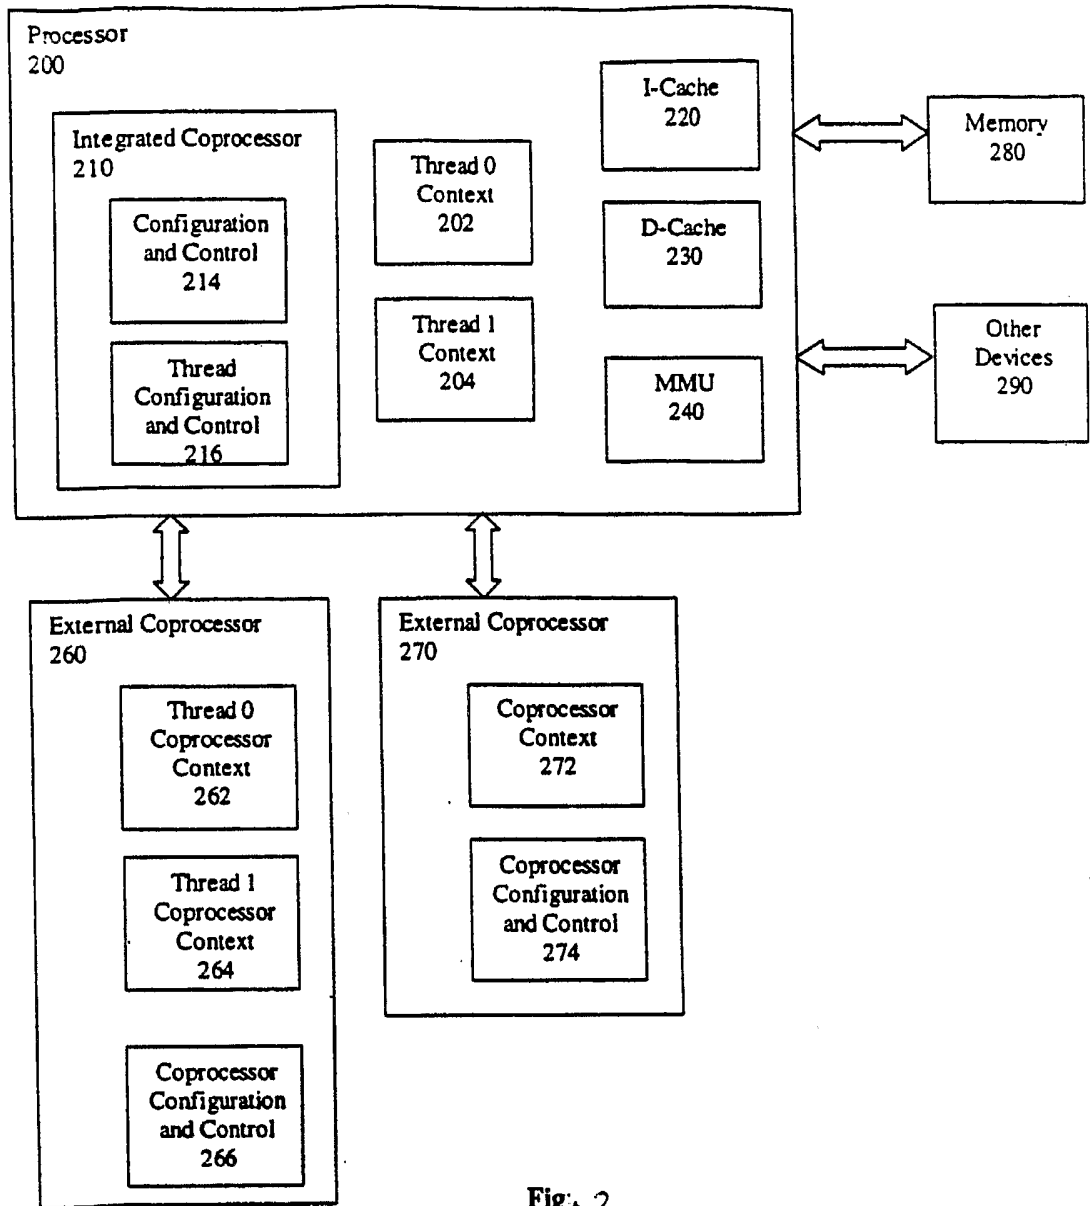 Processor
200
Integrated Coprocessor
210
Configuration
and Control
214
Thread
Configuration
and Control
216
Thread 0
Context
202
Thread 1
Context
204
I-Cache
220
D-Cache
230
MMU
240
Memory
280
Other
Devices
290
External Coprocessor
260
Thread 0
Coprocessor
Context
262
Thread 1
Coprocessor
Context
264
Coprocessor
Configuration
and Control
266
External Coprocessor
270
Coprocessor
Context
272
Coprocessor
Configuration
and Control
274
Fig. 2